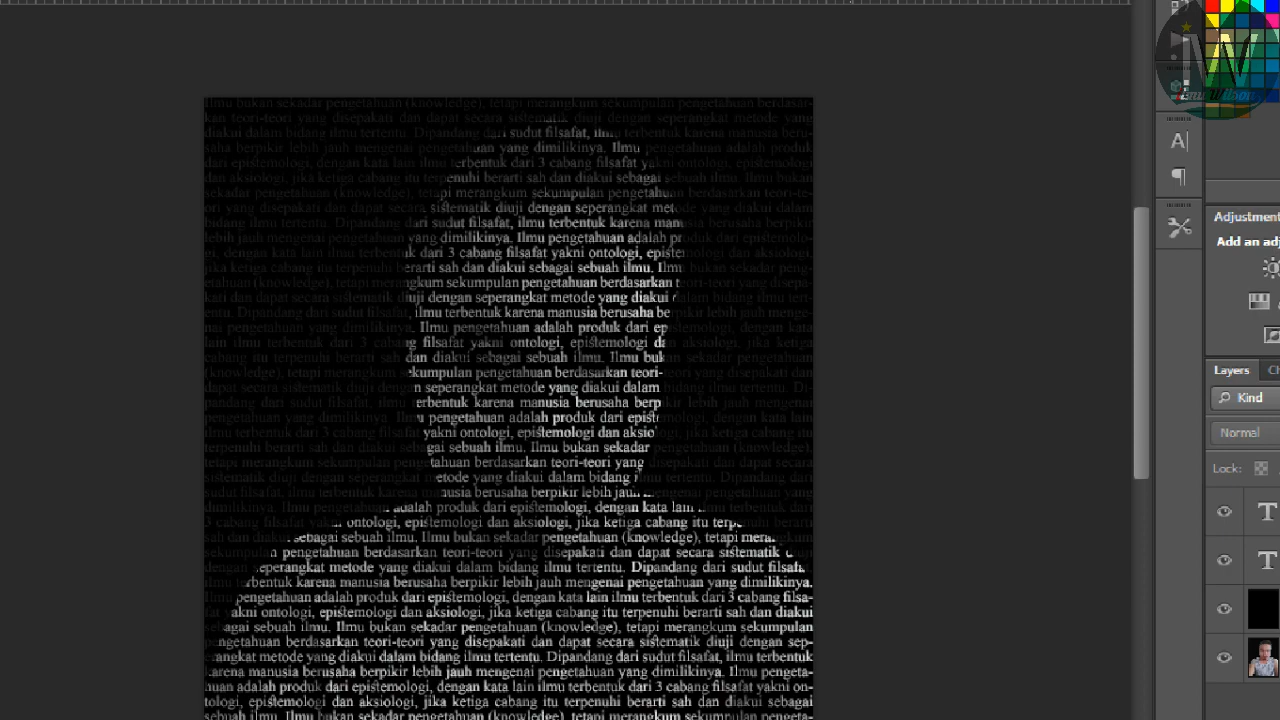 Ilmu bukan sekadar pengetahuan (knowledge), tetapi merangkum sekumpulan pengetahuan berdasar-
kan teori-teori yang disepakati dan dapat secara sistematik diuji dengan seperangkat metode yang
diakui dalam bidang ilmu tertentu. Dipandang dari sudut filsafat, ilmu terbentuk karena manusia beru-
saha berpikir lebih jauh mengenai pengetahuan yang dimilikinya. Ilmu pengetahuan adalah produk
dari epistemologi, dengan kata lain ilmu terbentuk dari 3 cabang filsafat yakni ontologi, epistemologi
dan aksiologi, jika ketiga cabang itu terpenuhi berarti sah dan diakui sebagai sebuah ilmu. Ilmu bukan
sekadar pengetahuan (knowledge), tetapi merangkum sekumpulan pengetahuan berdasarkan teori-te-
ori yang disepakati dan dapat secara sistematik diuji dengan seperangkat metode yang diakui dalam
bidang ilmu tertentu. Dipandang dari sudut filsafat, ilmu terbentuk karena manusia berusaha berpikir
lebih jauh mengenai pengetahuan yang dimilikinya. Ilmu pengetahuan adalah produk dari epistemolo-
gi, dengan kata lain ilmu terbentuk dari 3 cabang filsafat yakni ontologi, epistemologi dan aksiologi,
jika ketiga cabang itu terpenuhi berarti sah dan diakui sebagai sebuah ilmu. Ilmu bukan sekadar peng-
etahuan (knowledge), tetapi merangkum sekumpulan pengetahuan berdasarkan teori-teori yang disepa-
kati dan dapat secara sistematik diuji dengan seperangkat metode yang diakui dalam bidang ilmu ter-
tentu. Dipandang dari sudut filsafat, ilmu terbentuk karena manusia berusaha berpikir lebih jauh me-
ngenai pengetahuan yang dimilikinya. Ilmu pengetahuan adalah produk dari epistemologi, dengan kata
lain ilmu terbentuk dari 3 cabang filsafat yakni ontologi, epistemologi dan aksiologi, jika ketiga
cabang itu terpenuhi berarti sah dan diakui sebagai sebuah ilmu. Ilmu bukan sekadar pengetahuan
(knowledge), tetapi merangkum sekumpulan pengetahuan berdasarkan teori-teori yang disepakati dan
dapat secara sistematik diuji dengan seperangkat metode yang diakui dalam bidang ilmu tertentu. Di-
pandang dari sudut filsafat, ilmu terbentuk karena manusia berusaha berpikir lebih jauh mengenai
pengetahuan yang dimilikinya. Ilmu pengetahuan adalah produk dari epistemologi, dengan kata lain
ilmu terbentuk dari 3 cabang filsafat yakni ontologi, epistemologi dan aksiologi, jika ketiga cabang itu
terpenuhi berarti sah dan diakui sebagai sebuah ilmu. Ilmu bukan sekadar pengetahuan (knowledge),
tetapi merangkum sekumpulan pengetahuan berdasarkan teori-teori yang disepakati dan dapat secara
sistematik diuji dengan seperangkat metode yang diakui dalam bidang ilmu tertentu. Dipandang dari
sudut filsafat, ilmu terbentuk karena manusia berusaha berpikir lebih jauh mengenai pengetahuan yang
dimilikinya. Ilmu pengetahuan adalah produk dari epistemologi, dengan kata lain ilmu terbentuk dari
3 cabang filsafat yakni ontologi, epistemologi dan aksiologi, jika ketiga cabang itu terpenuhi berarti
sah dan diakui sebagai sebuah ilmu. Ilmu bukan sekadar pengetahuan (knowledge), tetapi merangkum
sekumpulan pengetahuan berdasarkan teori-teori yang disepakati dan dapat secara sistematik diuji
dengan seperangkat metode yang diakui dalam bidang ilmu tertentu. Dipandang dari sudut filsafat,
ilmu terbentuk karena manusia berusaha berpikir lebih jauh mengenai pengetahuan yang dimilikinya.
Ilmu pengetahuan adalah produk dari epistemologi, dengan kata lain ilmu terbentuk dari 3 cabang filsa-
fat yakni ontologi, epistemologi dan aksiologi, jika ketiga cabang itu terpenuhi berarti sah dan diakui
sebagai sebuah ilmu. Ilmu bukan sekadar pengetahuan (knowledge), tetapi merangkum sekumpulan
pengetahuan berdasarkan teori-teori yang disepakati dan dapat secara sistematik diuji dengan sep-
erangkat metode yang diakui dalam bidang ilmu tertentu. Dipandang dari sudut filsafat, ilmu terbentuk
karena manusia berusaha berpikir lebih jauh mengenai pengetahuan yang dimilikinya. Ilmu pengeta-
huan adalah produk dari epistemologi, dengan kata lain ilmu terbentuk dari 3 cabang filsafat yakni on-
tologi, epistemologi dan aksiologi, jika ketiga cabang itu terpenuhi berarti sah dan diakui sebagai
sebuah ilmu. Ilmu bukan sekadar pengetahuan (knowledge), tetapi merangkum sekumpulan pengeta-
Wilson
Adjustment
Add an adj
Layers
Kind
Normal
Lock: